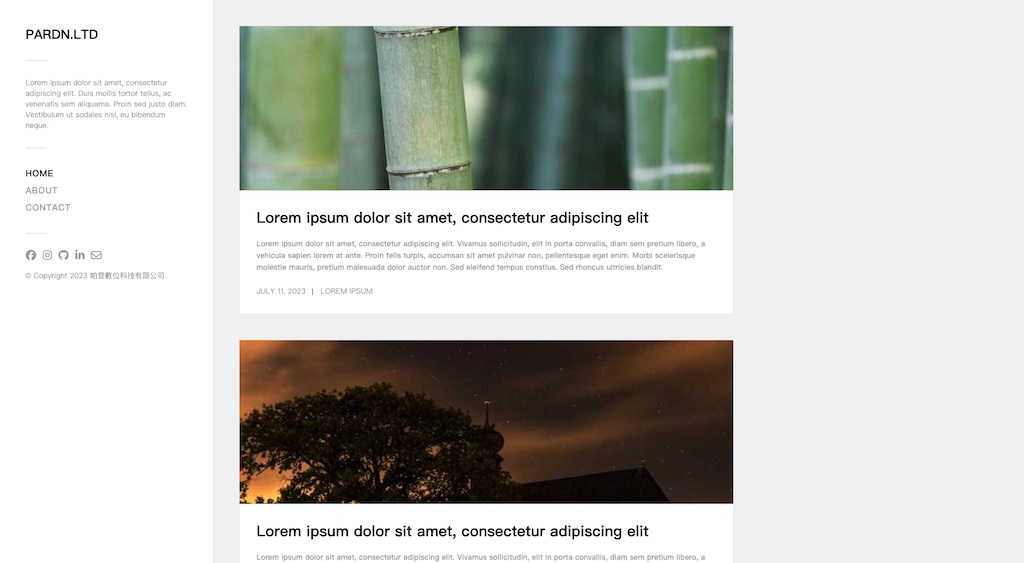 PARDN.LTD
Lorem ipsum dolor sit amet, consectetur
adipiscing elit. Duis mollis tortor tellus, ac
venenatis sem aliquama. Proin sed justo diam.
Vestibulum ut sodales nisl, eu bibendum
neque.
HOME
ABOUT
CONTACT
© Copyright 2023 帕登數位科技有限公司
Lorem ipsum dolor sit amet, consectetur adipiscing elit
Lorem ipsum dolor sit amet, consectetur adipiscing elit. Vivamus sollicitudin, elit in porta convallis, diam sem pretium libero, a
vehicula sapien lorem at ante. Proin felis turpis, accumsan sit amet pulvinar non, pellentesque eget enim. Morbi scelerisque
molestie mauris, pretium malesuada dolor auctor non. Sed eleifend tempus constius. Sed rhoncus ultricies blandit.
JULY 11, 2023 | LOREM IPSUM
Lorem ipsum dolor sit amet, consectetur adipiscing elit
Lorem ipsum dolor sit amet, consectetur adipiscing elit. Vivamus sollicitudin, elit in porta convallis, diam sem pretium libero, a